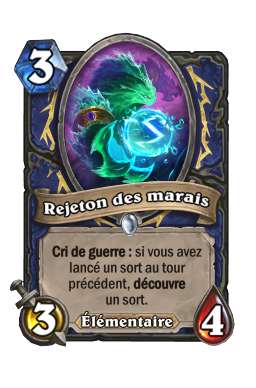 3
Rejeton des marais
Cri de guerre : si vous avez
lancé un sort au tour
précédent, découvre
un sort.
3
Élémentaire
4